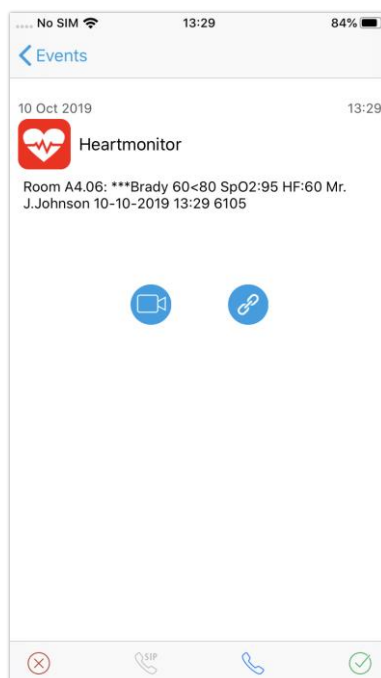 .... No SIM 13:29 84%
Events
10 Oct 2019 13:29
Heartmonitor
Room A4.06: ***Brady 60<80 SpO2:95 HF:60 Mr.
J.Johnson 10-10-2019 13:29 6105
SIP